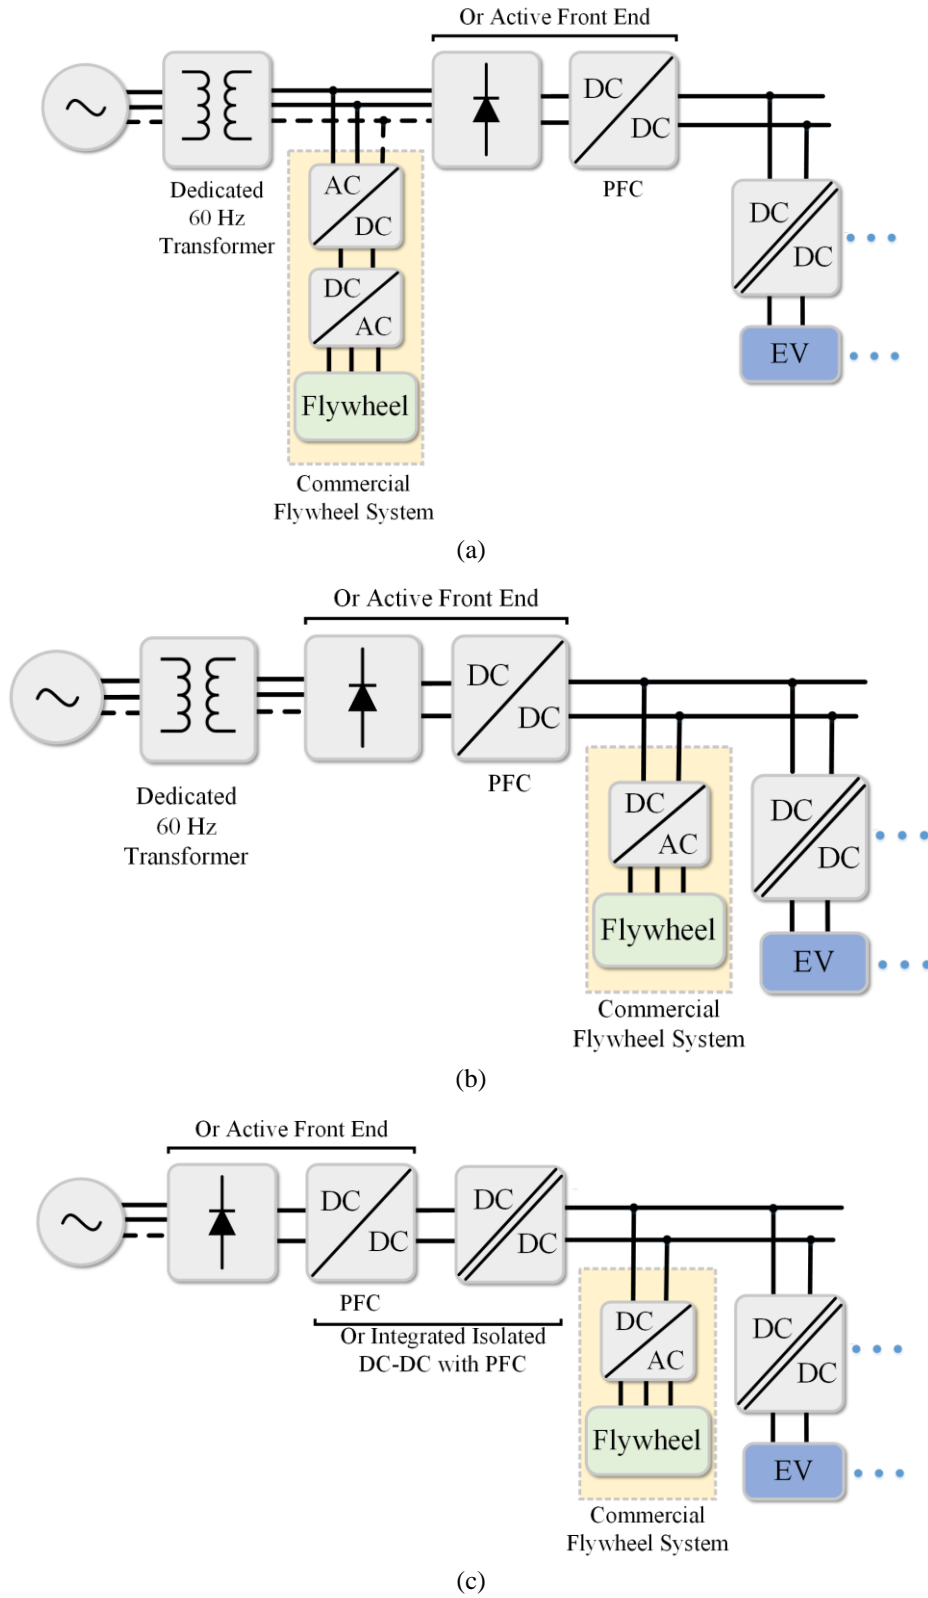 Or Active Front End
DC
DC
PFC
Dedicated
60 Hz
Transformer
AC
DC
DC
AC
Flywheel
Commercial
Flywheel System
DC
DC
EV
(a)
Or Active Front End
DC
DC
PFC
Dedicated
60 Hz
Transformer
DC
AC
Flywheel
Commercial
Flywheel System
DC
DC
EV
(b)
Or Active Front End
DC
DC
PFC
DC
DC
Or Integrated Isolated
DC-DC with PFC
DC
AC
Flywheel
Commercial
Flywheel System
DC
DC
EV
(c)